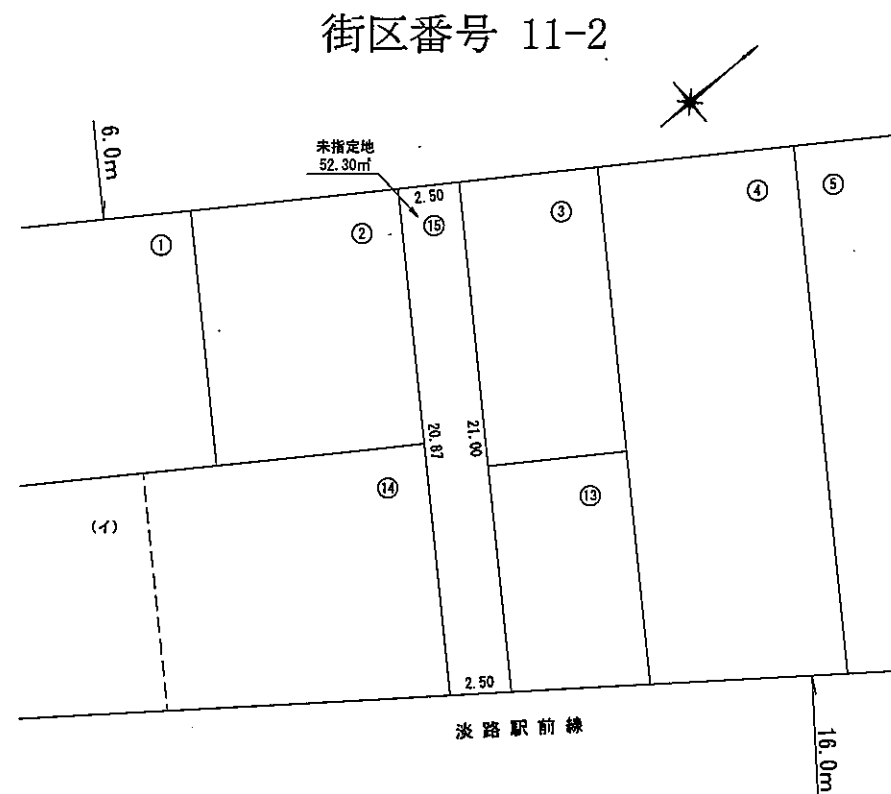 街区番号 11-2
6.0m
未指定地
52.30㎡
2.50
①
②
⑮
③
④
⑤
20.87
21.00
(イ)
⑭
⑬
2.50
淡路駅前線
16.0m